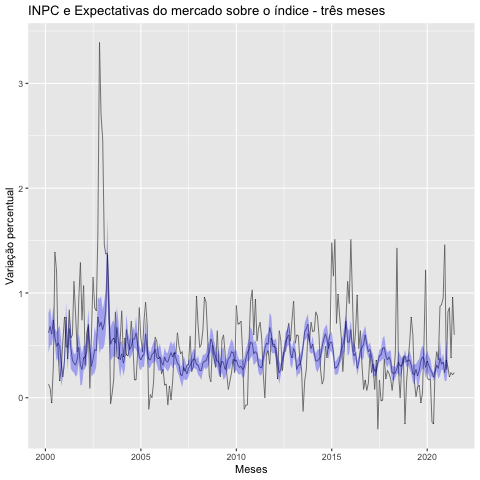 INPC e Expectativas do mercado sobre o índice - três meses
Variação percentual
3
2
1
0
2000 2005 2010 2015 2020
Meses